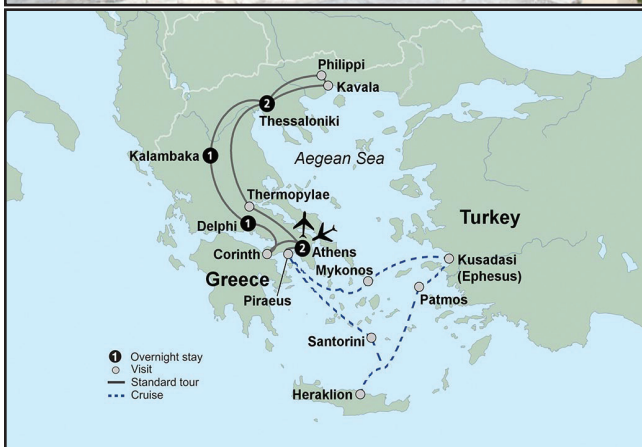 Philippi
Kavala
2
Thessaloniki
Kalambaka
1
Aegean Sea
Thermopylae
Delphi
1
Turkey
2
Athens
Corinth
Mykonos
Kusadasi
(Ephesus)
Greece
Piraeus
Patmos
Santorini
1
Overnight stay
Visit
Standard tour
Cruise
Heraklion